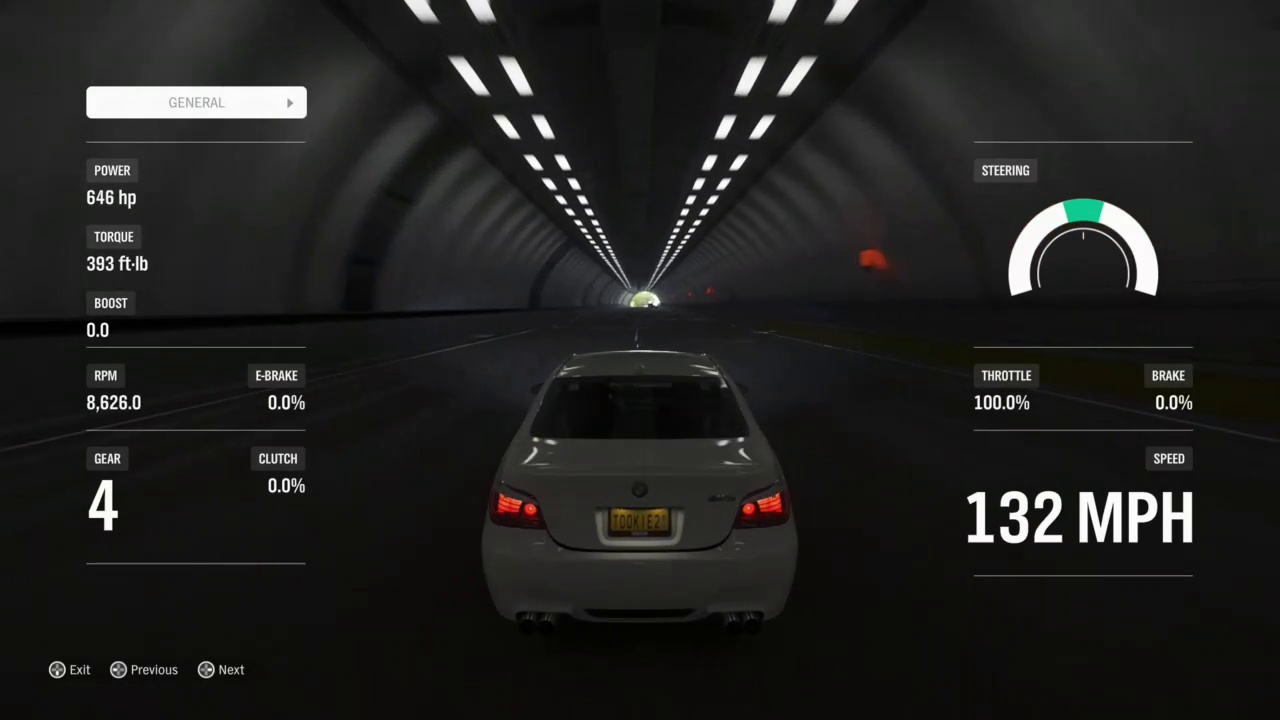 GENERAL
POWER
646 hp
TORQUE
393 ft·lb
BOOST
0.0
RPM
E-BRAKE
8,626.0
0.0%
GEAR
CLUTCH
4
0.0%
STEERING
THROTTLE
BRAKE
100.0%
0.0%
SPEED
132 MPH
TOOKIE21
Exit
Previous
Next